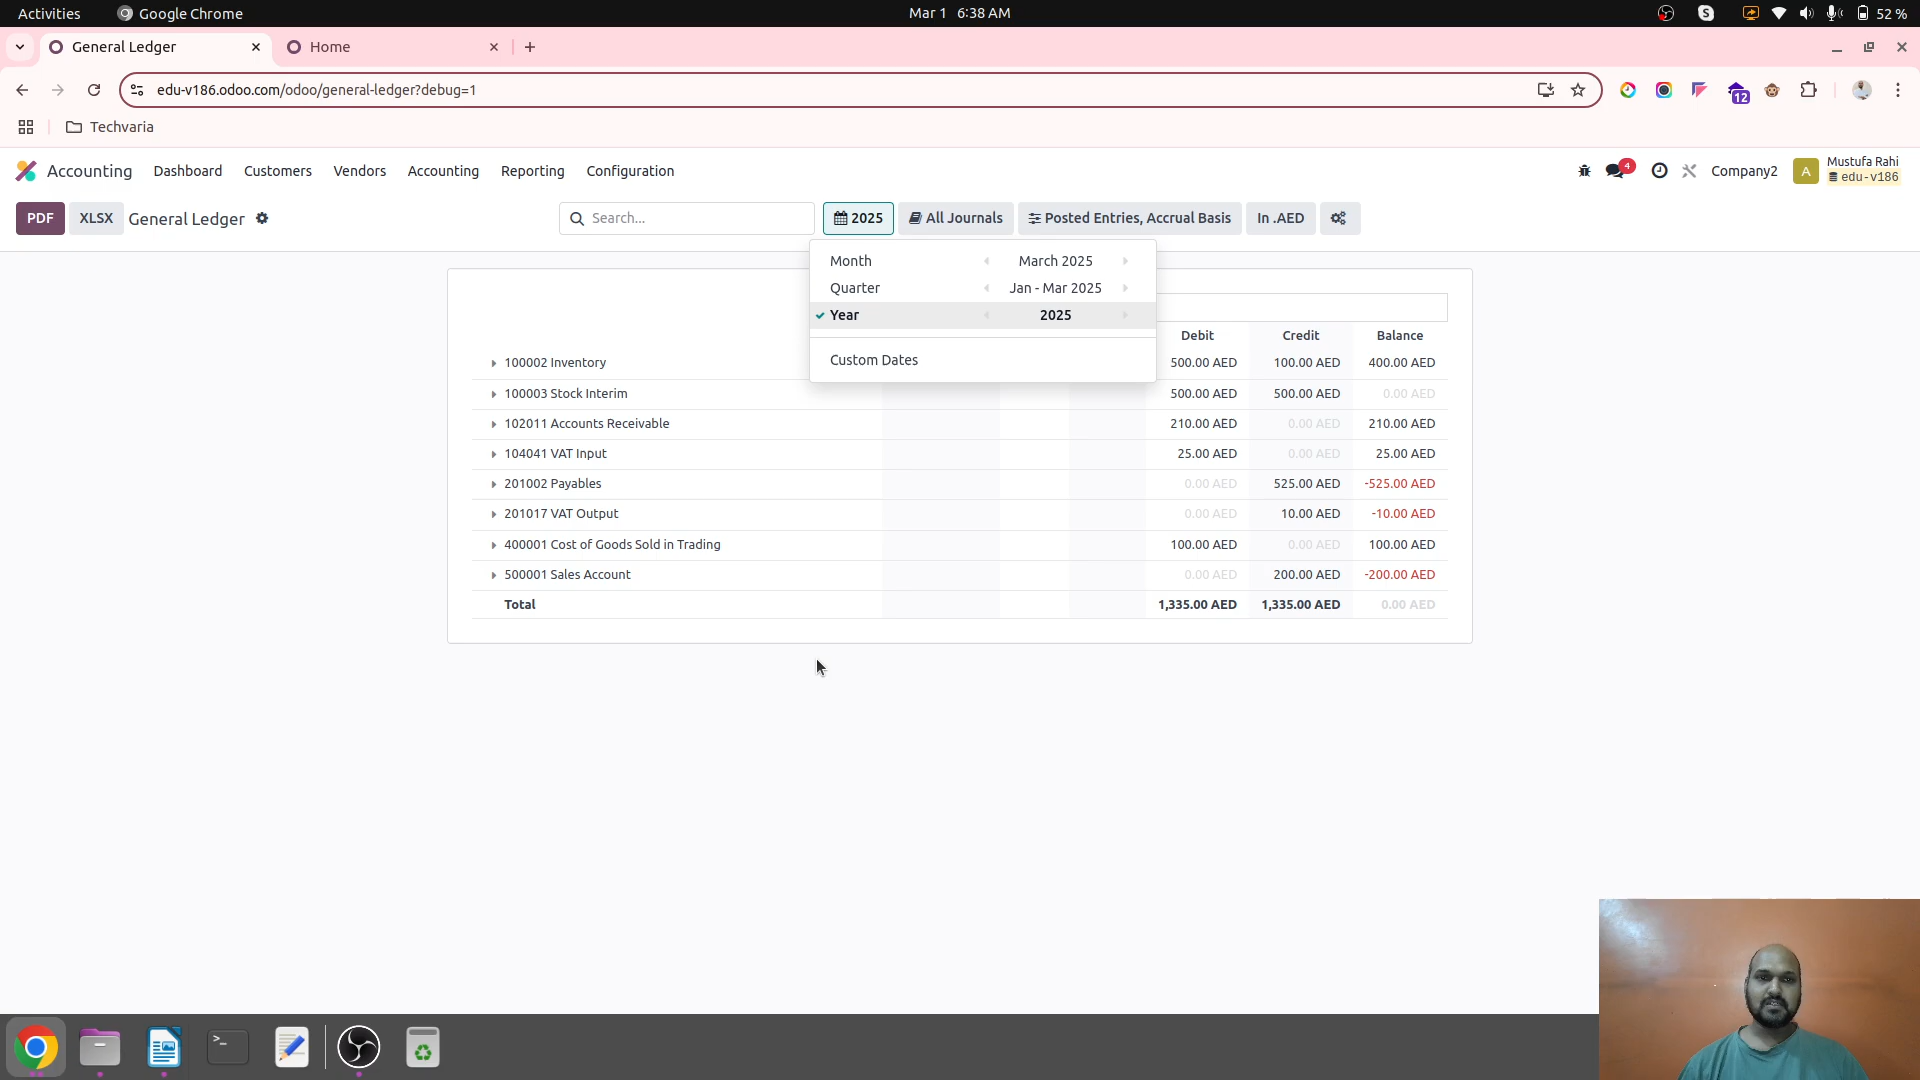 Activities Google Chrome Mar 1 6:38 AM S 52 %
General Ledger Home
edu-v186.odoo.com/odoo/general-ledger?debug=1 12
Techvaria
Accounting Dashboard Customers Vendors Accounting Reporting Configuration 4 Company2 A Mustufa Rahi
edu-v186
PDF XLSX General Ledger Search... 2025 All Journals Posted Entries, Accrual Basis In .AED
Month March 2025
Quarter Jan - Mar 2025
Year 2025
Custom Dates
Debit Credit Balance
100002 Inventory 500.00 AED 100.00 AED 400.00 AED
100003 Stock Interim 500.00 AED 500.00 AED 0.00 AED
102011 Accounts Receivable 210.00 AED 0.00 AED 210.00 AED
104041 VAT Input 25.00 AED 0.00 AED 25.00 AED
201002 Payables 0.00 AED 525.00 AED -525.00 AED
201017 VAT Output 0.00 AED 10.00 AED -10.00 AED
400001 Cost of Goods Sold in Trading 100.00 AED 0.00 AED 100.00 AED
500001 Sales Account 0.00 AED 200.00 AED -200.00 AED
Total 1,335.00 AED 1,335.00 AED 0.00 AED